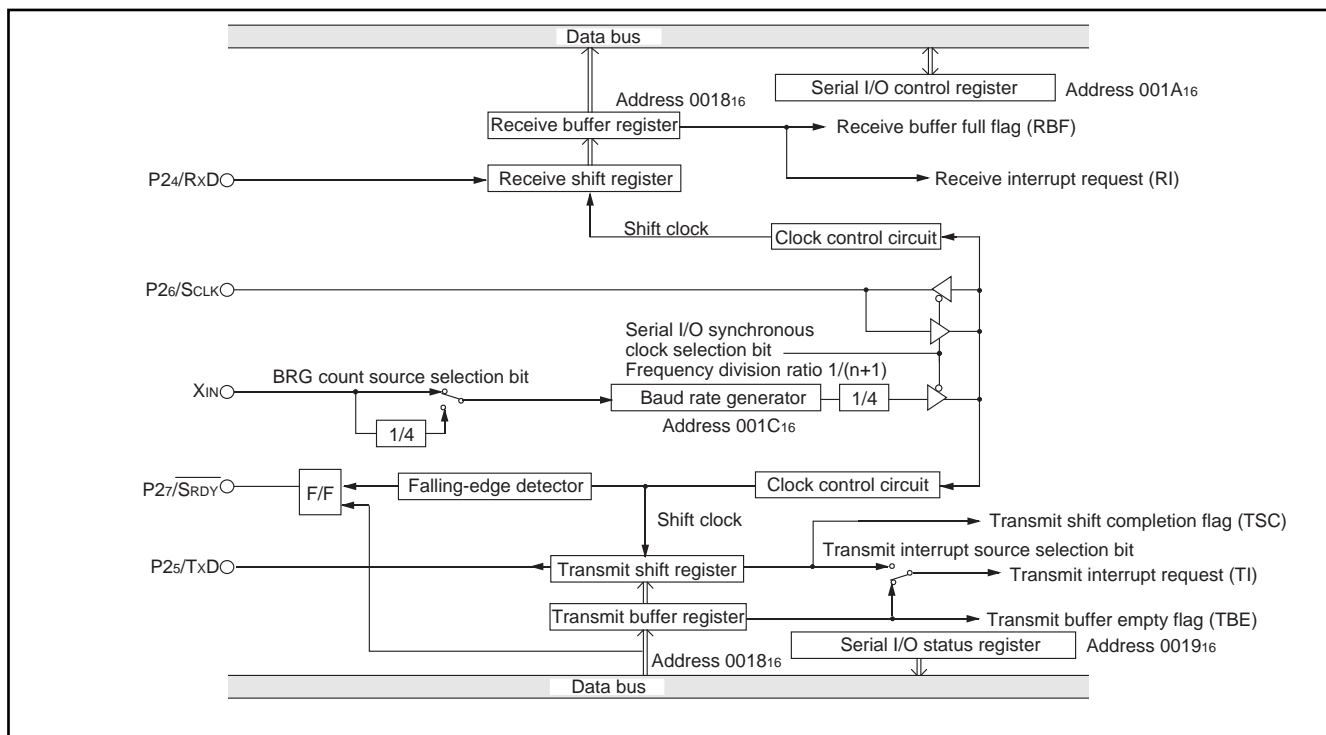 Data bus
Serial I/O control register
Address 001A16
Address 001816
Receive buffer register
Receive buffer full flag (RBF)
P24/RXD
Receive shift register
Receive interrupt request (RI)
Shift clock
Clock control circuit
P26/SCLK
Serial I/O synchronous
clock selection bit
Frequency division ratio 1/(n+1)
BRG count source selection bit
XIN
Baud rate generator
1/4
1/4
Address 001C16
P27/SRDY
F/F
Falling-edge detector
Clock control circuit
Shift clock
Transmit shift completion flag (TSC)
Transmit interrupt source selection bit
P25/TXD
Transmit shift register
Transmit interrupt request (TI)
Transmit buffer register
Transmit buffer empty flag (TBE)
Address 001816
Serial I/O status register
Address 001916
Data bus